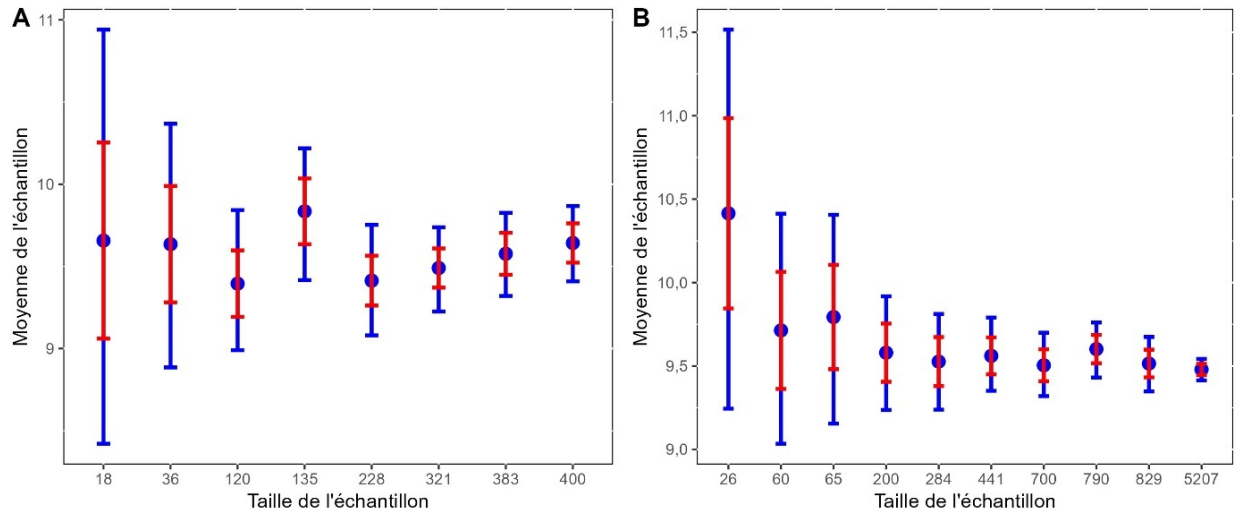 A
Moyenne de l'échantillon
11
10
9
18 36 120 135 228 321 383 400
Taille de l'échantillon
B
Moyenne de l'échantillon
11,5
11,0
10,5
10,0
9,5
9,0
26 60 65 200 284 441 700 790 829 5207
Taille de l'échantillon